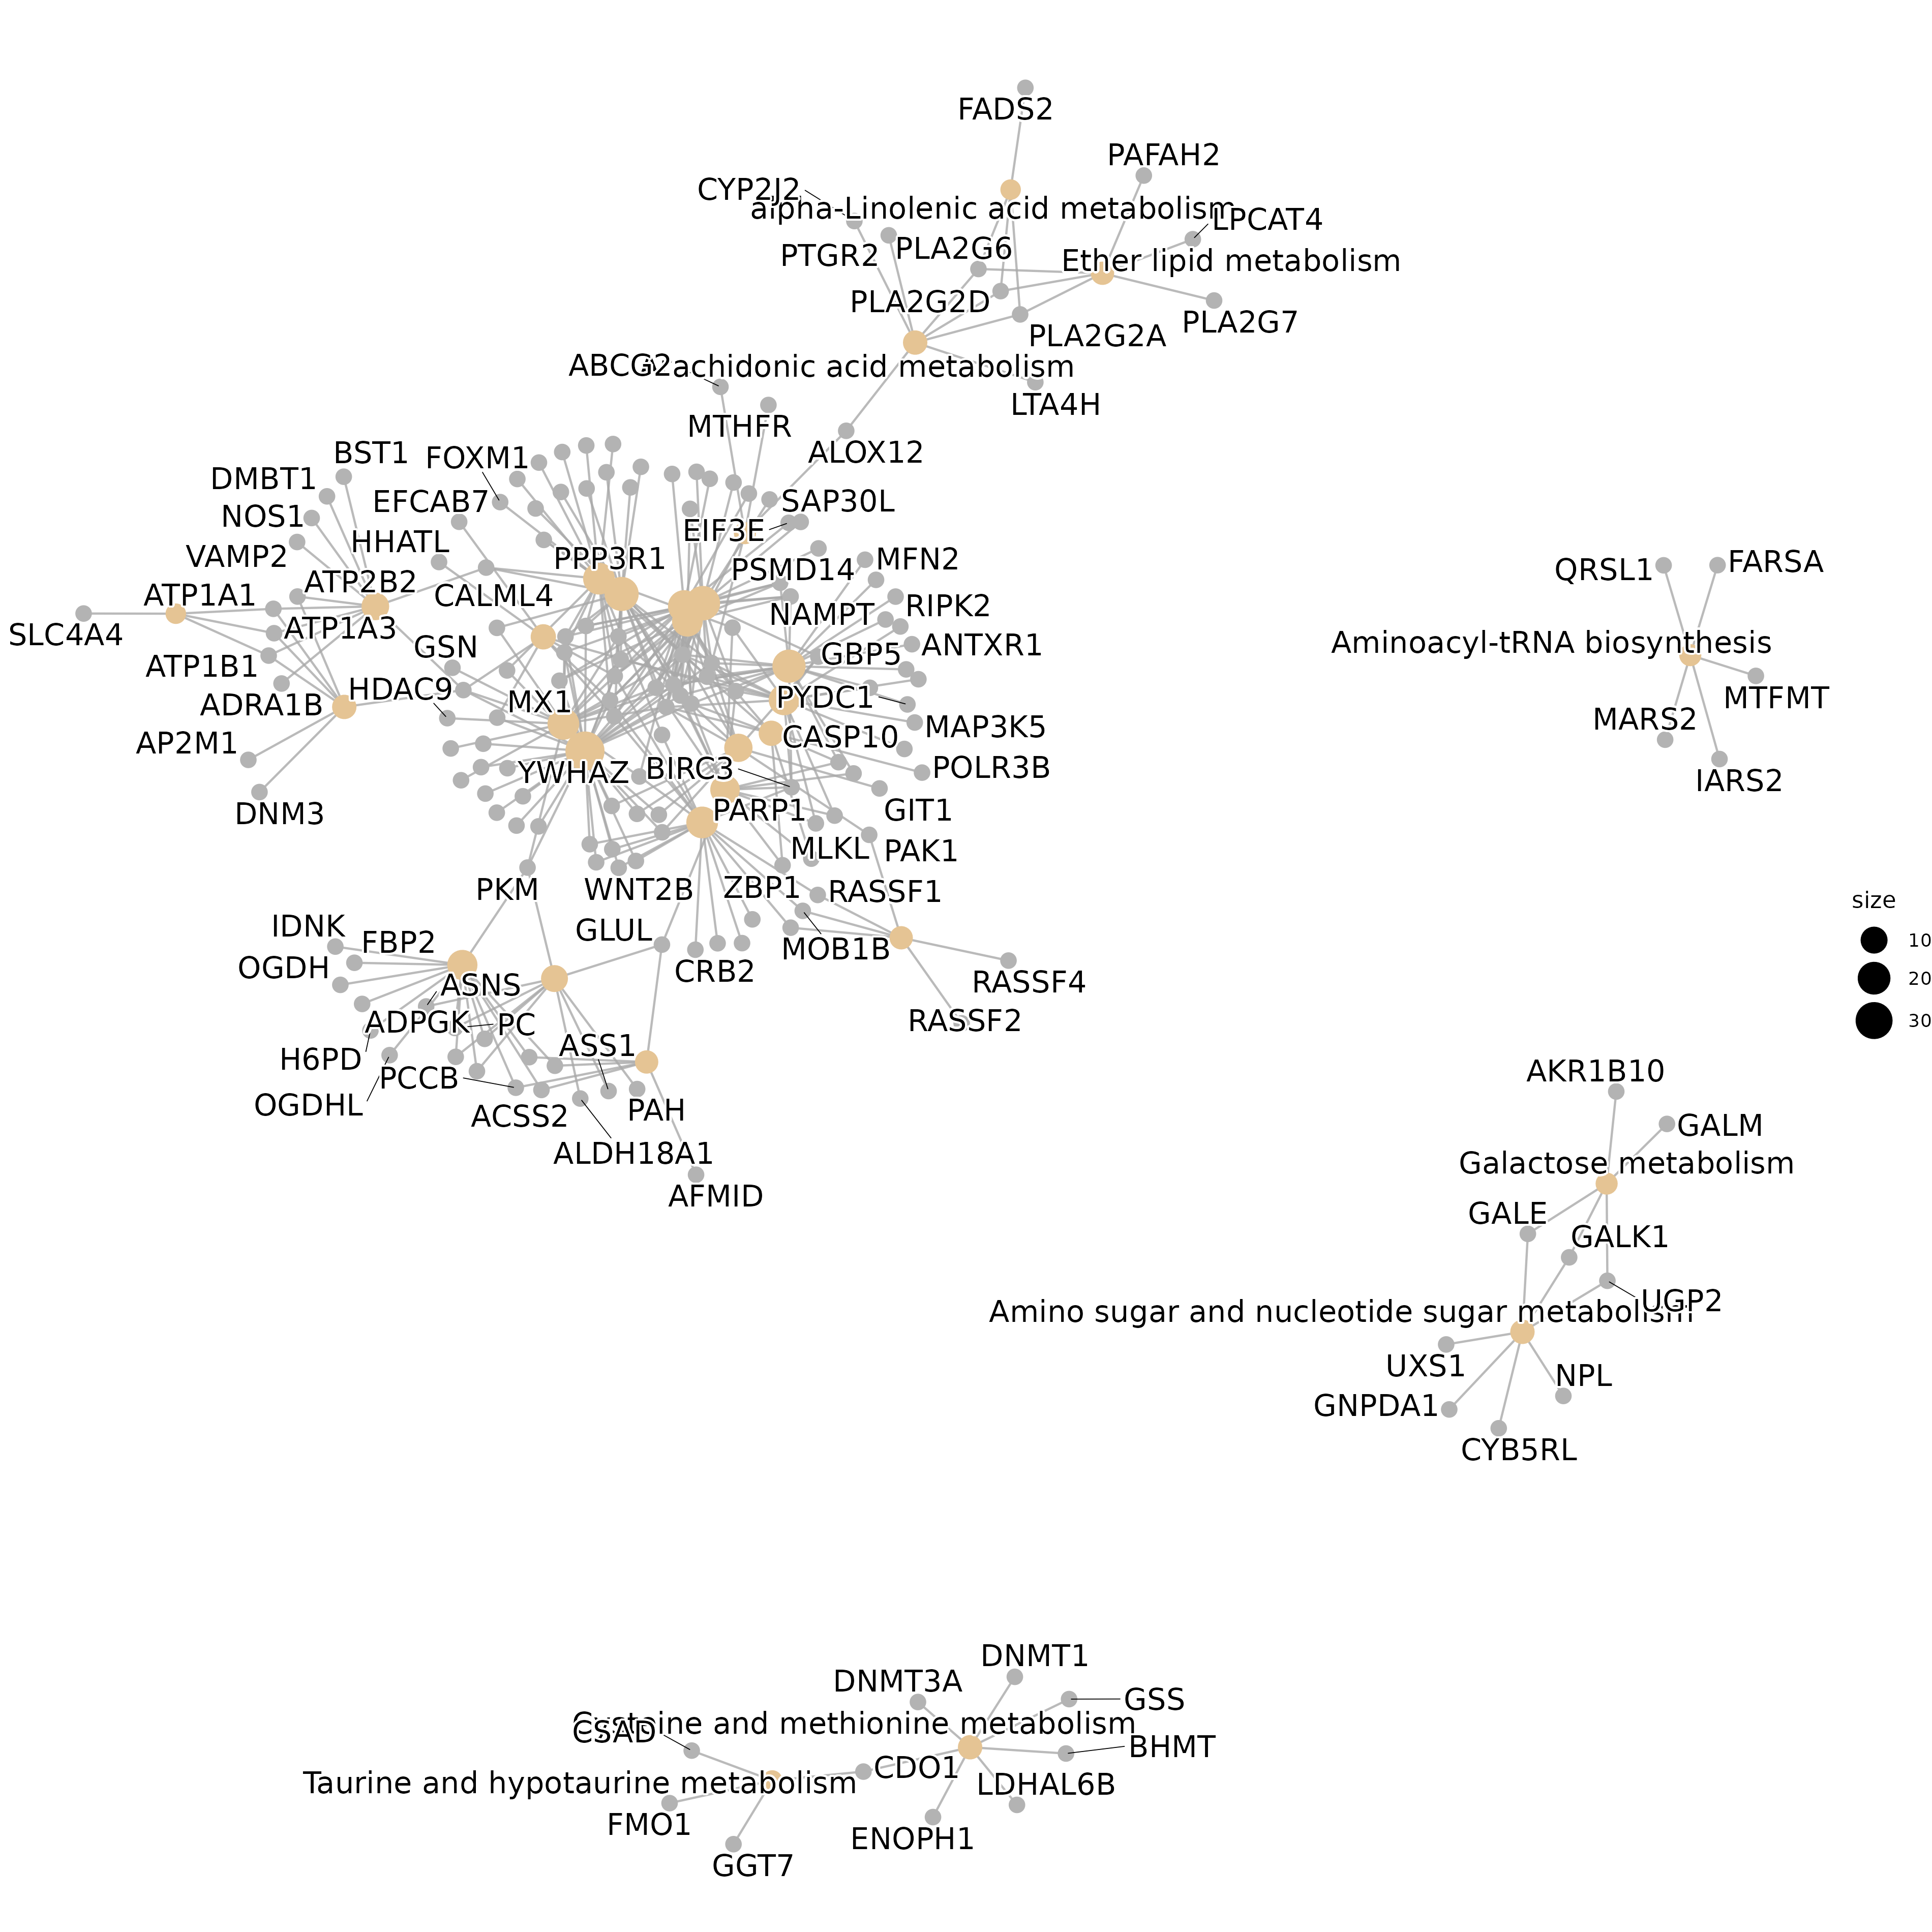 FADS2
PAFAH2
CYP2J2
alpha-Linolenic acid metabolism
LPCAT4
PTGR2
PLA2G6
Ether lipid metabolism
PLA2G2D
PLA2G7
PLA2G2A
ABCG2
achidonic acid metabolism
LTA4H
MTHFR
ALOX12
BST1
FOXM1
DMBT1
EFCAB7
SAP30L
NOS1
EIF3E
HHATL
VAMP2
PPP3R1
PSMD14
MFN2
ATP2B2
ATP1A1
CALML4
NAMPT
RIPK2
SLC4A4
ATP1A3
GSN
GBP5
ANTXR1
ATP1B1
HDAC9
ADRA1B
MX1
PYDC1
MAP3K5
AP2M1
CASP10
YWHAZ
BIRC3
POLR3B
DNM3
PARP1
GIT1
MLKL
PAK1
PKM
WNT2B
ZBP1
RASSF1
IDNK
FBP2
GLUL
MOB1B
OGDH
ASNS
CRB2
RASSF4
ADPGK
PC
RASSF2
H6PD
ASS1
PCCB
OGDHL
ACSS2
PAH
ALDH18A1
AFMID
QRSL1
FARSA
Aminoacyl-tRNA biosynthesis
MTFMT
MARS2
IARS2
size
10
20
30
AKR1B10
GALM
Galactose metabolism
GALE
GALK1
UGP2
Amino sugar and nucleotide sugar metabolism
UXS1
NPL
GNPDA1
CYB5RL
DNMT1
DNMT3A
GSS
Cysteine and methionine metabolism
CSAD
BHMT
CDO1
Taurine and hypotaurine metabolism
LDHAL6B
FMO1
ENOPH1
GGT7